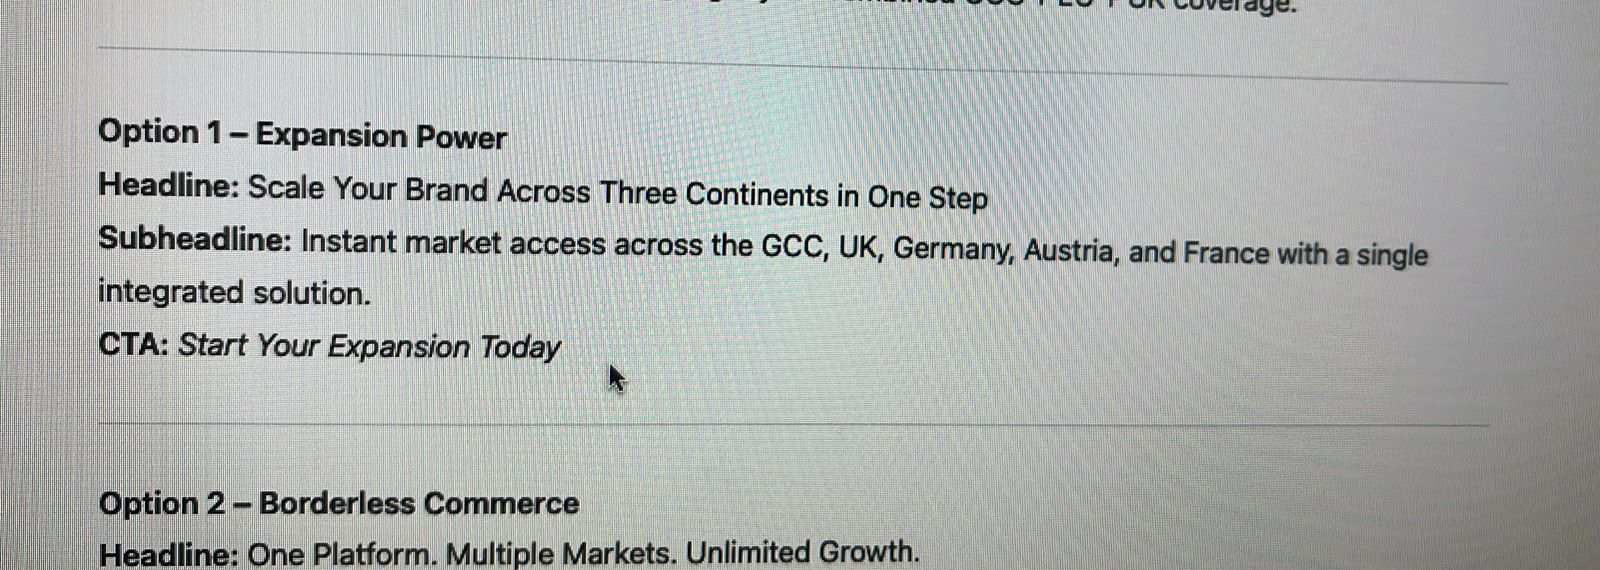 coverage.
Option 1 – Expansion Power
Headline: Scale Your Brand Across Three Continents in One Step
Subheadline: Instant market access across the GCC, UK, Germany, Austria, and France with a single
integrated solution.
CTA: Start Your Expansion Today
Option 2 – Borderless Commerce
Headline: One Platform. Multiple Markets. Unlimited Growth.